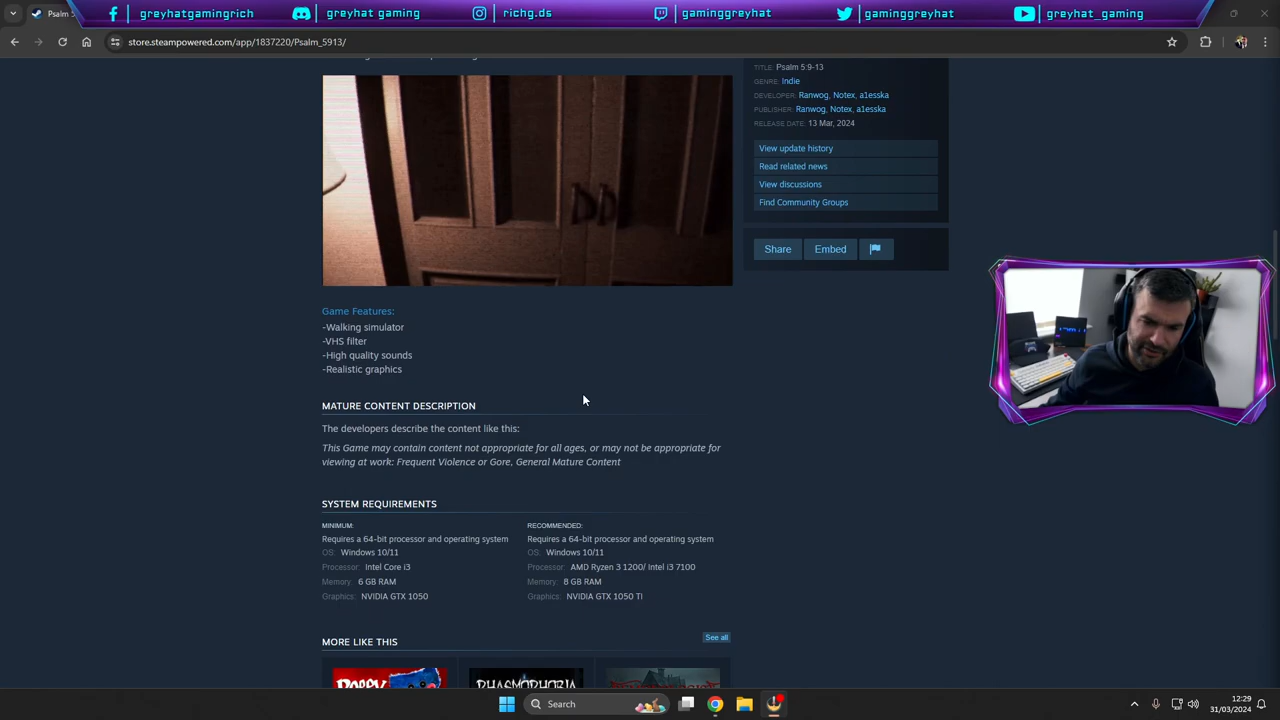 greyhatgamingrich
greyhat gaming
richg.ds
gaminggreyhat
gaminggreyhat
greyhat_gaming
Psalm 5
store.steampowered.com/app/1837220/Psalm_5913/
TITLE: Psalm 5:9-13
GENRE: Indie
DEVELOPER: Ranwog, Notex, a1esska
PUBLISHER: Ranwog, Notex, a1esska
RELEASE DATE: 13 Mar, 2024
View update history
Read related news
View discussions
Find Community Groups
Share
Embed
Game Features:
-Walking simulator
-VHS filter
-High quality sounds
-Realistic graphics
MATURE CONTENT DESCRIPTION
The developers describe the content like this:
This Game may contain content not appropriate for all ages, or may not be appropriate for
viewing at work: Frequent Violence or Gore, General Mature Content
SYSTEM REQUIREMENTS
MINIMUM:
Requires a 64-bit processor and operating system
OS: Windows 10/11
Processor: Intel Core i3
Memory: 6 GB RAM
Graphics: NVIDIA GTX 1050
RECOMMENDED:
Requires a 64-bit processor and operating system
OS: Windows 10/11
Processor: AMD Ryzen 3 1200/ Intel i3 7100
Memory: 8 GB RAM
Graphics: NVIDIA GTX 1050 TI
MORE LIKE THIS
See all
POPPY
PHASMOPHOBIA
Search
12:29
31/03/2024